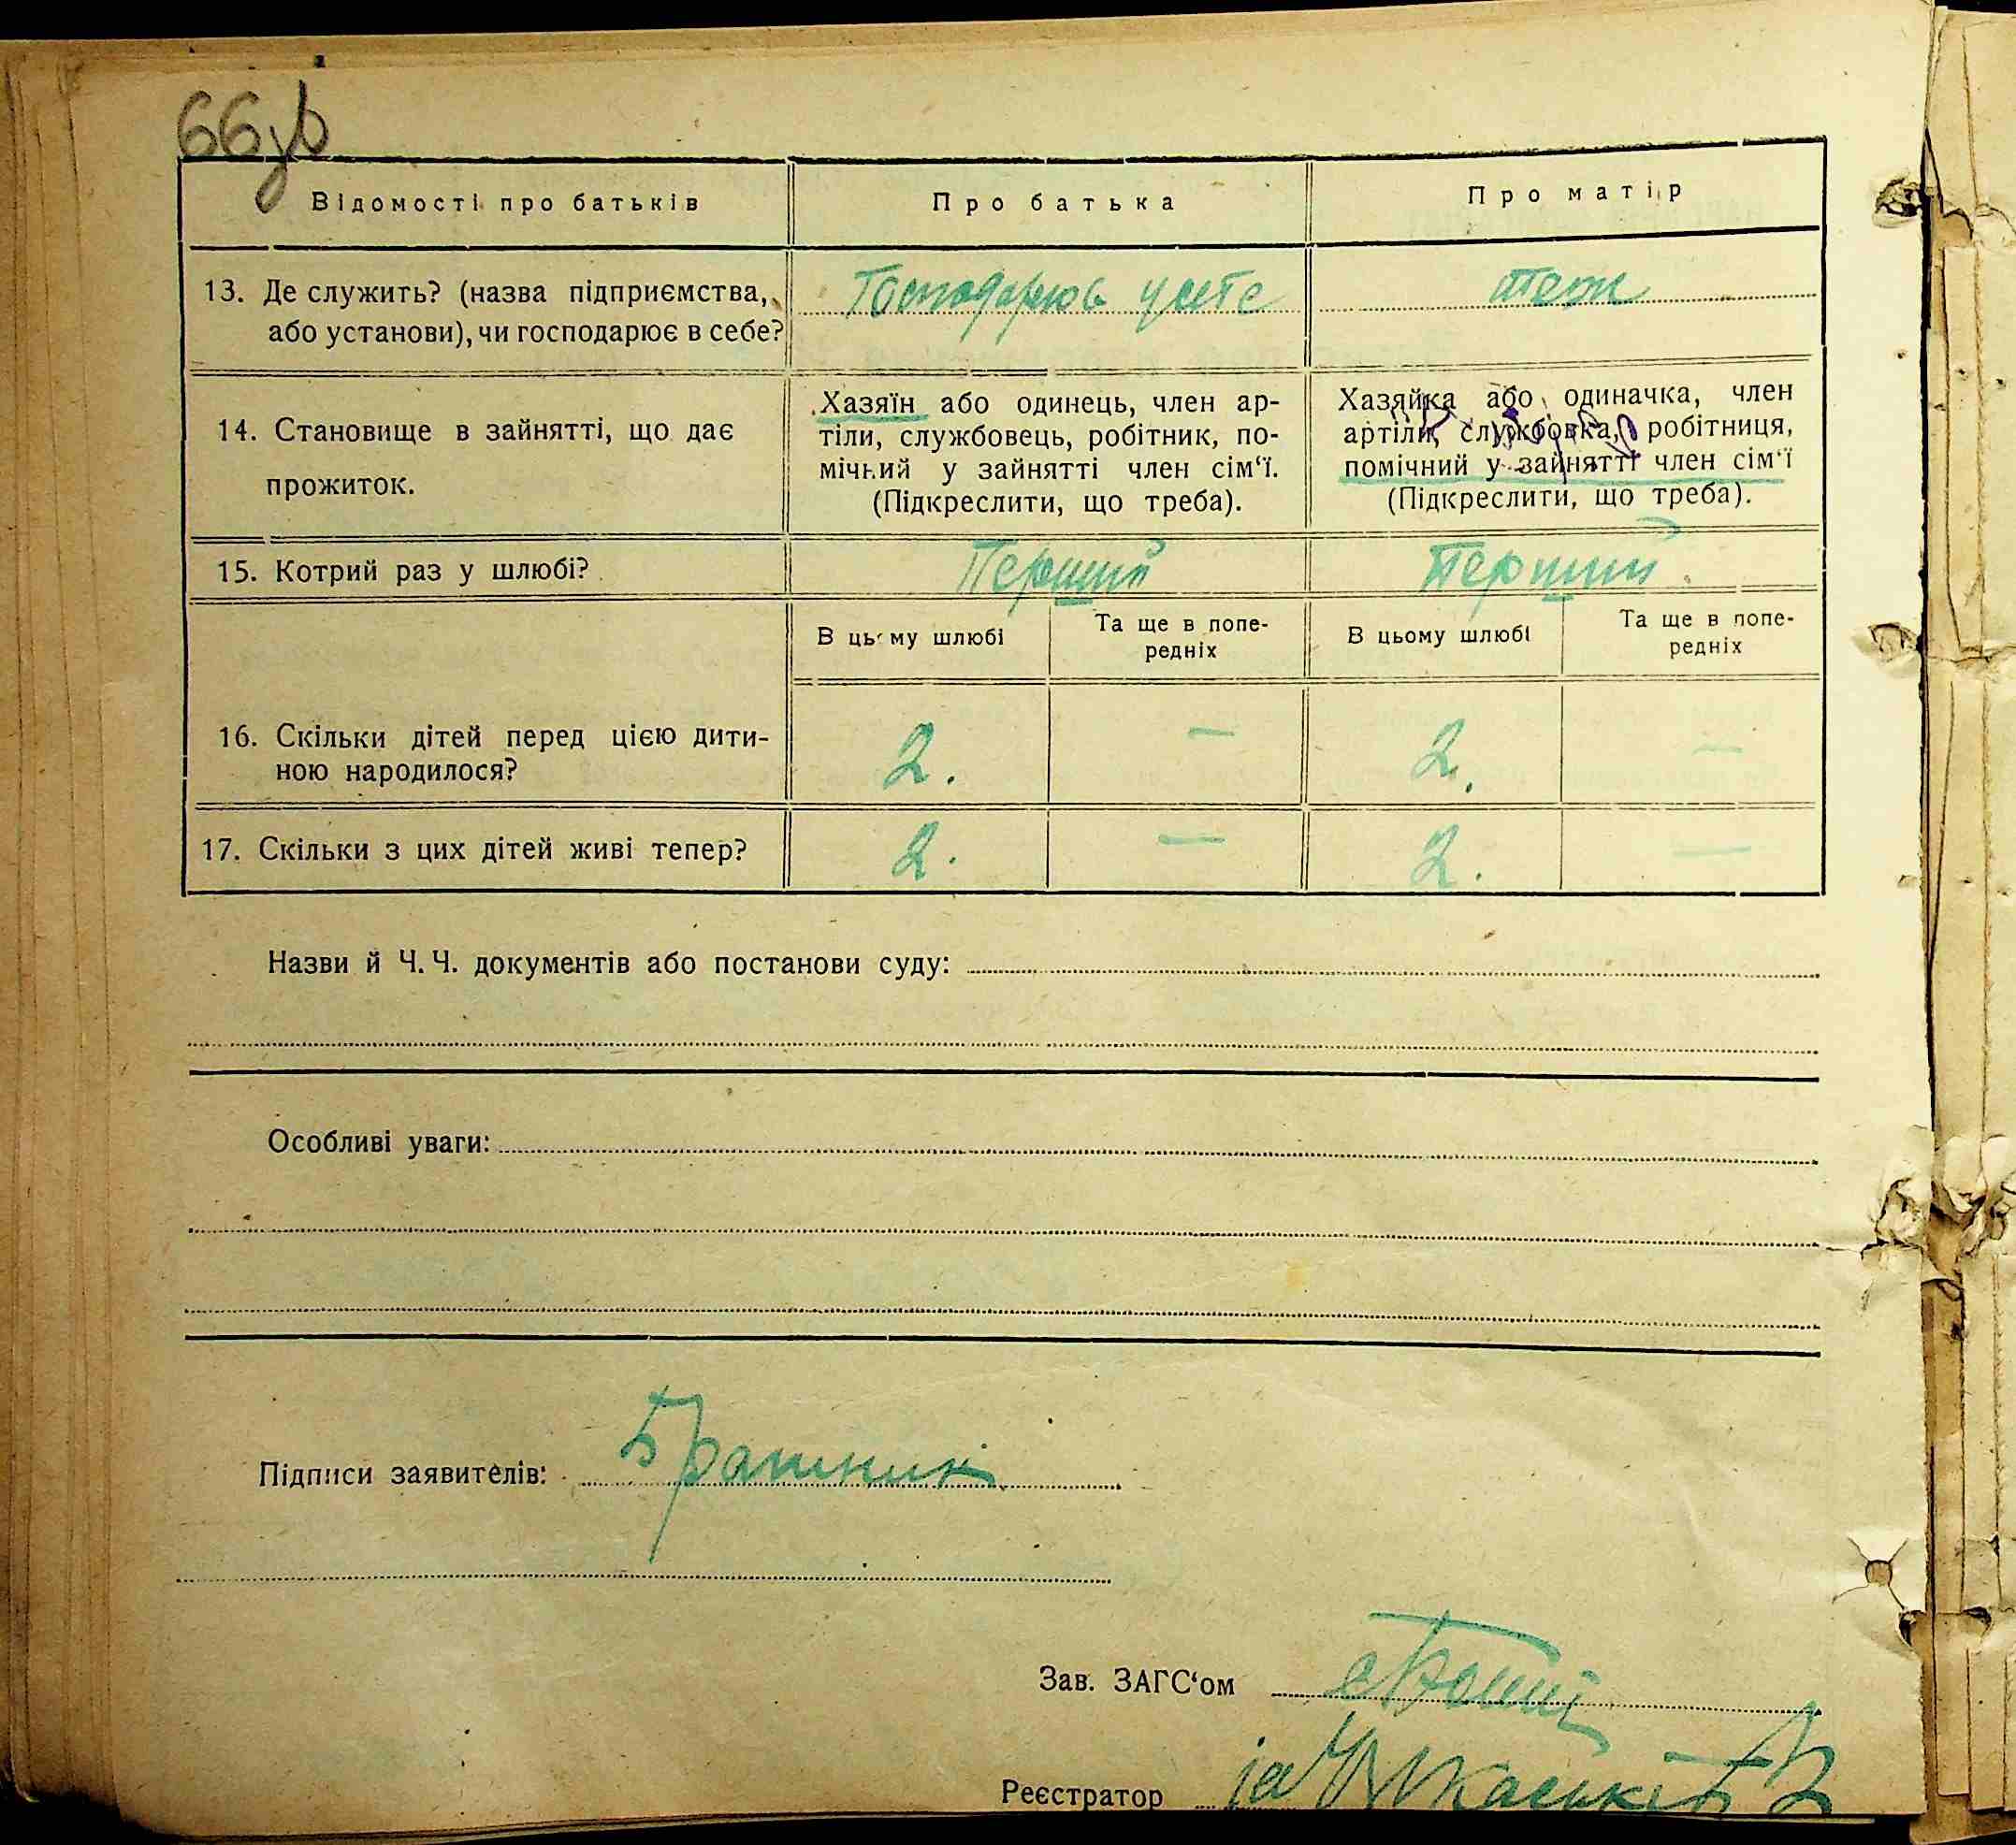 66зв
Відомості про батьків
Про батька
Про матір
13. Де служить? (назва підприємства,
або установи), чи господарює в себе?
Господарює у себе
теж
14. Становище в зайнятті, що дає
прожиток.
Хазяїн або одинець, член ар-
тіли, службовець, робітник, по-
мічний у зайнятті член сім‘ї.
(Підкреслити, що треба).
Хазяйка або одиначка, член
артіли, службовка, робітниця,
помічний у зайнятті член сім‘ї
(Підкреслити, що треба).
15. Котрий раз у шлюбі?
Перший
Перший
В цьому шлюбі
Та ще в попе-
редніх
В цьому шлюбі
Та ще в попе-
редніх
16. Скільки дітей перед цією дити-
ною народилося?
2.
—
2.
—
17. Скільки з цих дітей живі тепер?
2.
—
2.
—
Назви й Ч. Ч. документів або постанови суду:
Особливі уваги:
Підписи заявителів:
Зав. ЗАГС‘ом
Реєстратор